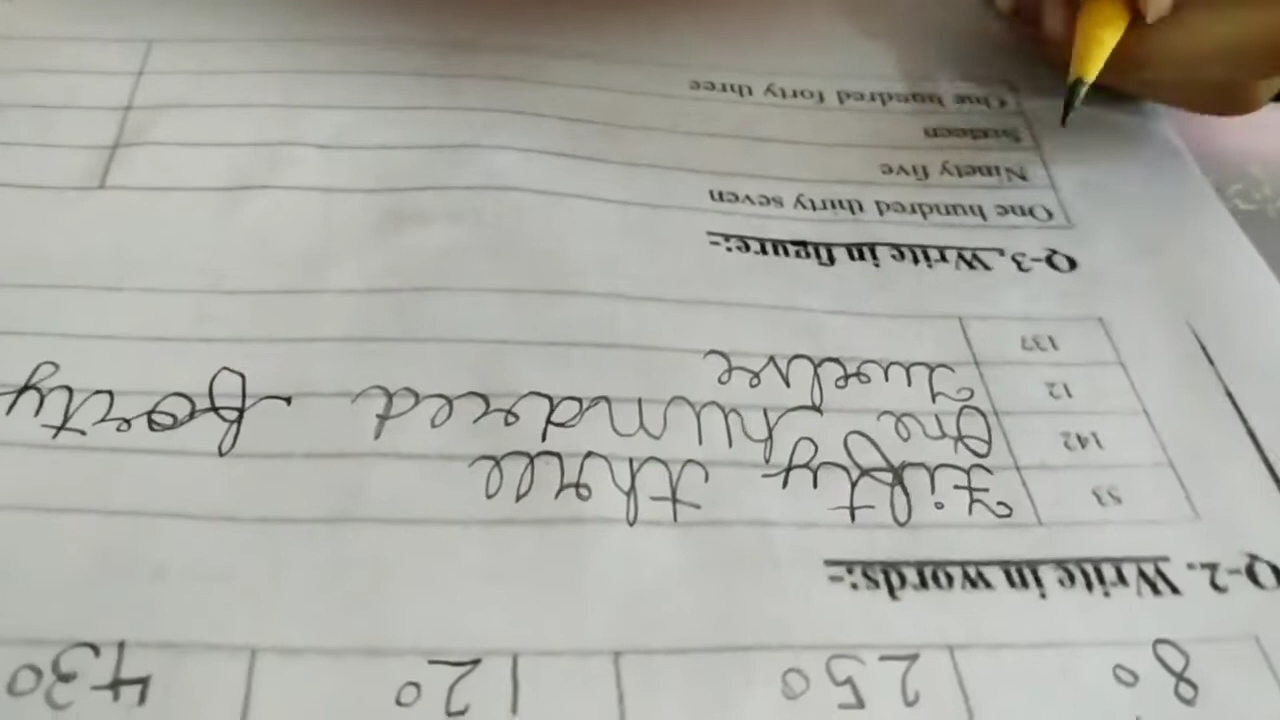 80 250 120 430
Q-2. Write in words:-
53 Fifty three
142 One hundred forty
12 Twelve
137
Q-3. Write in figure:-
One hundred thirty seven
Ninety five
Sixteen
One hundred forty three